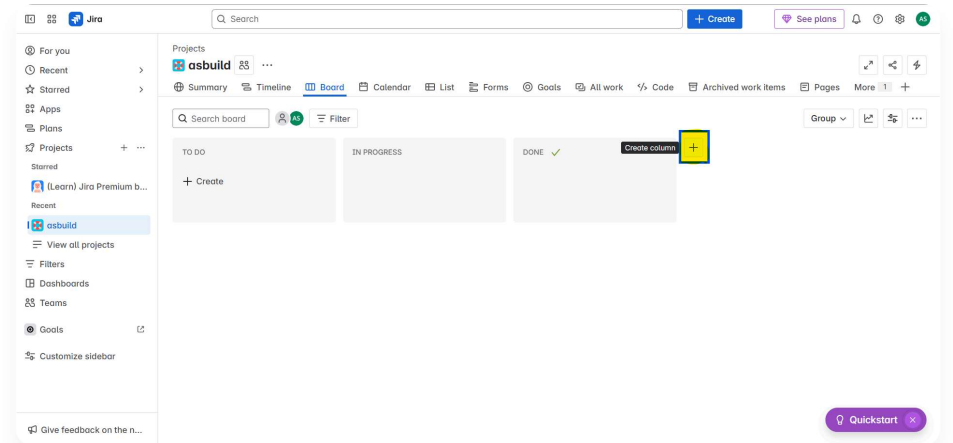 Jira
Search
+ Create
See plans
AS
For you
Recent
Starred
Apps
Plans
Projects
Starred
(Learn) Jira Premium b...
Recent
asbuild
View all projects
Filters
Dashboards
Teams
Goals
Customize sidebar
Give feedback on the n...
Projects
asbuild
Summary Timeline Board Calendar List Forms Goals All work Code Archived work items Pages More 1 +
Search board AS Filter Group
TO DO IN PROGRESS DONE Create column +
+ Create
Quickstart